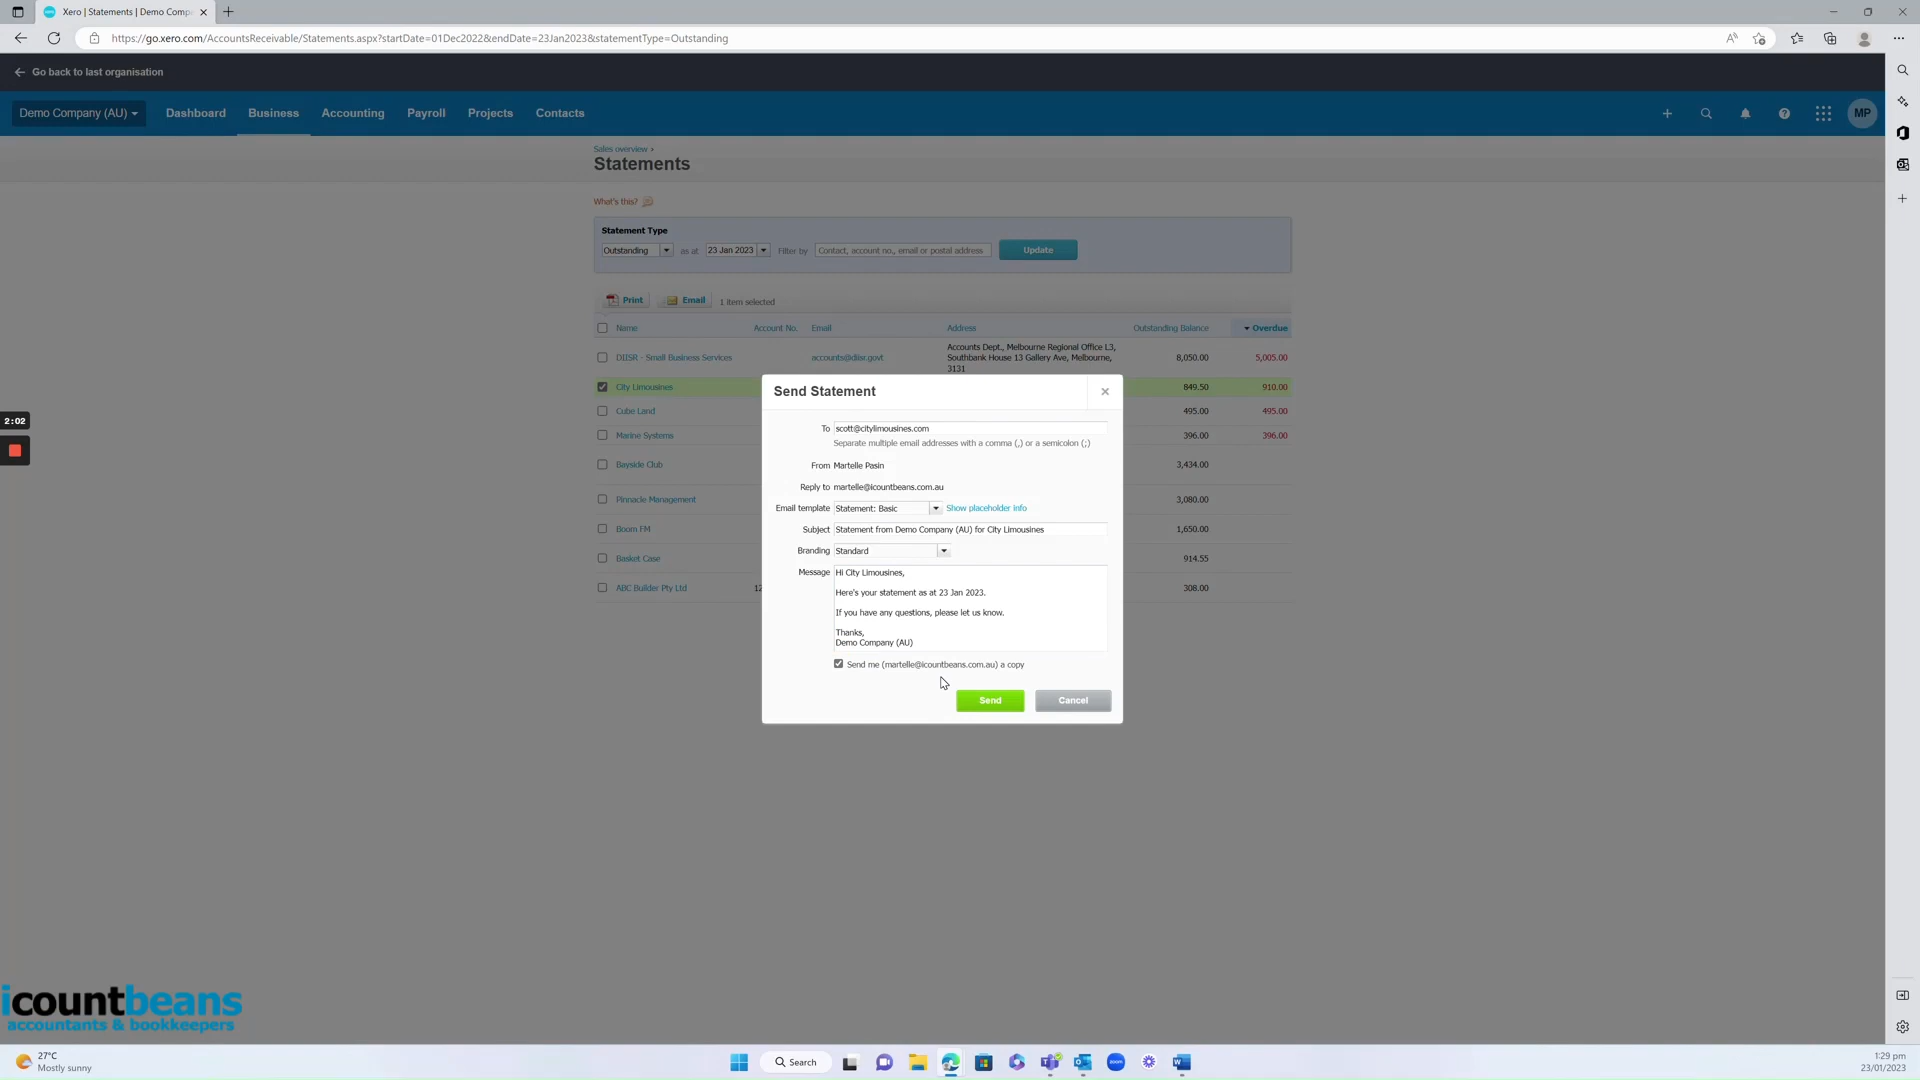 Xero | Statements | Demo Comp
https://go.xero.com/AccountsReceivable/Statements.aspx?startDate=01Dec2022&endDate=23Jan2023&statementType=Outstanding
Go back to last organisation
Demo Company (AU) Dashboard Business Accounting Payroll Projects Contacts MP
Sales overview >
Statements
What's this?
Statement Type
Outstanding as at 23 Jan 2023 Filter by Contact, account no., email or postal address Update
Print Email 1 item selected
Name Account No. Email Address Outstanding Balance Overdue
DIISR - Small Business Services accounts@diisr.govt Accounts Dept., Melbourne Regional Office L3, 8,050.00 5,005.00
Southbank House 13 Gallery Ave, Melbourne,
3131
City Limousines 849.50 910.00
Cube Land 495.00 495.00
Marine Systems 396.00 396.00
Bayside Club 3,434.00
Pinnacle Management 3,080.00
Boom FM 1,650.00
Basket Case 914.55
ABC Builder Pty Ltd 12 308.00
Send Statement
To scott@citylimousines.com
Separate multiple email addresses with a comma (,) or a semicolon (;)
From Martelle Pasin
Reply to martelle@icountbeans.com.au
Email template Statement: Basic Show placeholder info
Subject Statement from Demo Company (AU) for City Limousines
Branding Standard
Message Hi City Limousines,
Here's your statement as at 23 Jan 2023.
If you have any questions, please let us know.
Thanks,
Demo Company (AU)
Send me (martelle@icountbeans.com.au) a copy
Send Cancel
2:02
icountbeans
accountants & bookkeepers
27°C
Mostly sunny
Search
zoom
1:29 pm
23/01/2023